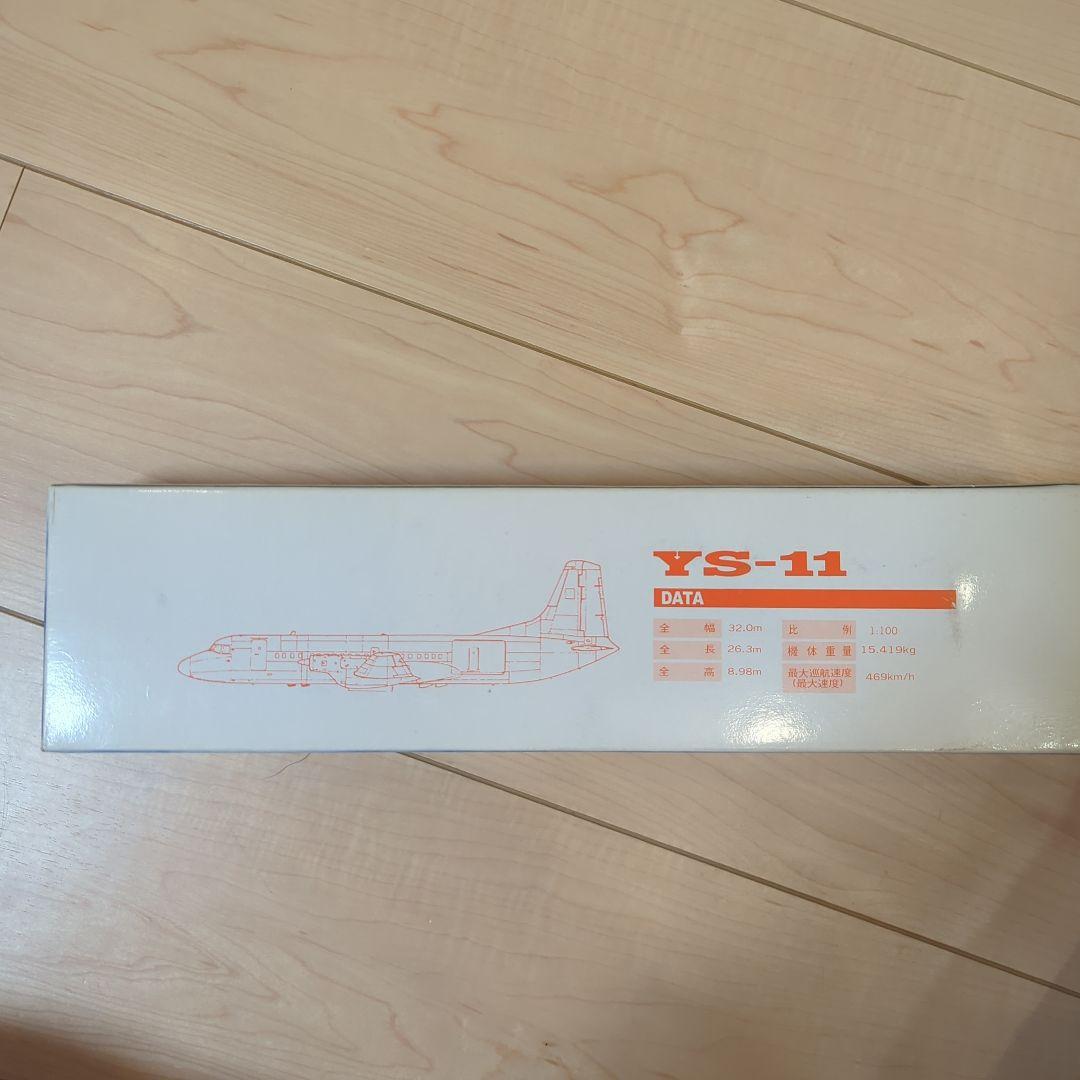 YS-11
DATA
全幅 32.0m 比例 1:100
全長 26.3m 機体重量 15.419kg
全高 8.98m 最大巡航速度 469km/h
(最大速度)